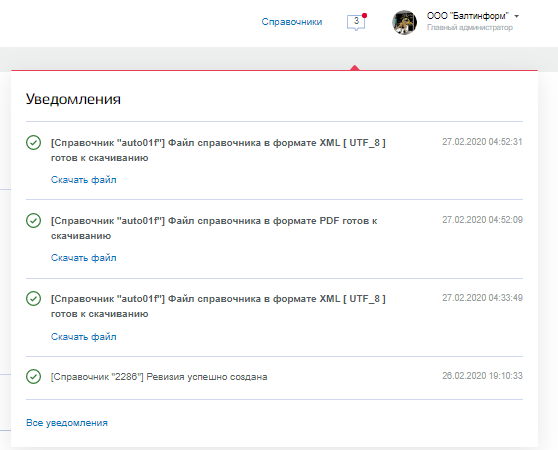 Справочники
3
ООО "Балтинформ"
Главный администратор
Уведомления
[Справочник "auto01f"] Файл справочника в формате XML [ UTF_8 ]
готов к скачиванию
27.02.2020 04:52:31
Скачать файл
[Справочник "auto01f"] Файл справочника в формате PDF готов к
скачиванию
27.02.2020 04:52:09
Скачать файл
[Справочник "auto01f"] Файл справочника в формате XML [ UTF_8 ]
готов к скачиванию
27.02.2020 04:33:49
Скачать файл
[Справочник "2286"] Ревизия успешно создана
26.02.2020 19:10:33
Все уведомления